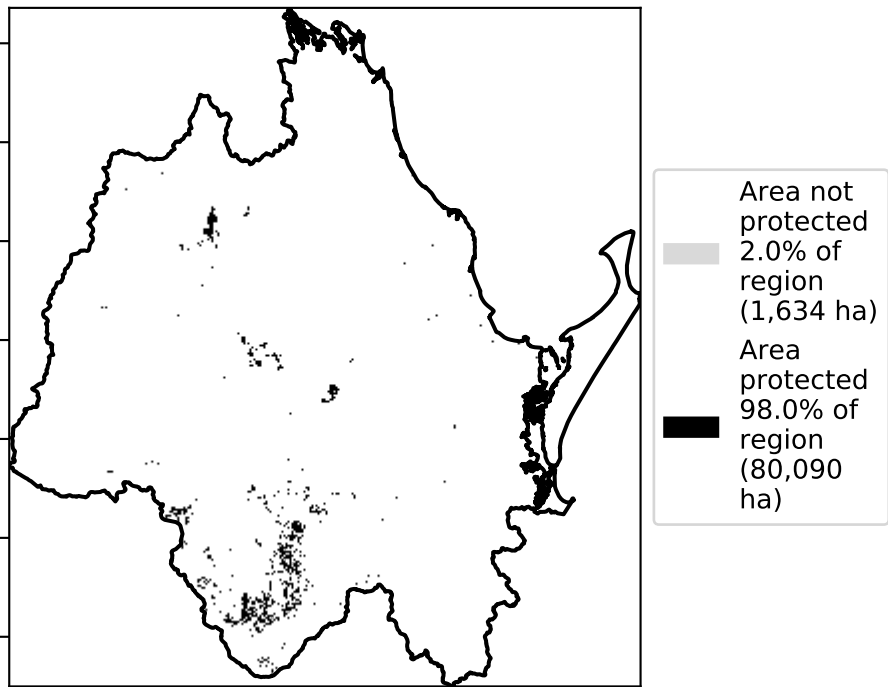 Area not
protected
2.0% of
region
(1,634 ha)
Area
protected
98.0% of
region
(80,090
ha)